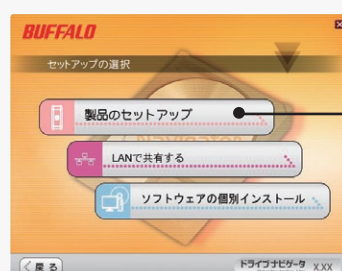 BUFFALO
セットアップの選択
製品のセットアップ
LANで共有する
ソフトウェアの個別インストール
戻る
ドライブナビゲータ X.XX